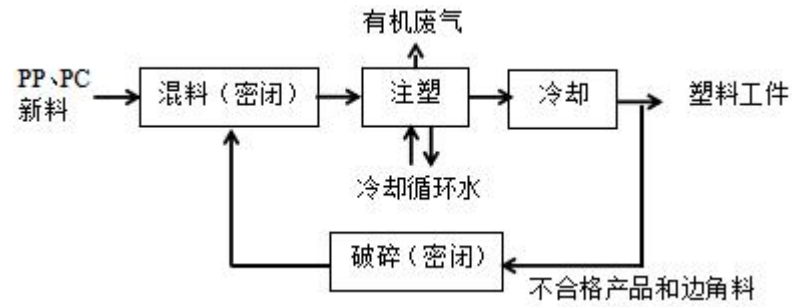 有机废气
PP、PC
新料
混料（密闭）
注塑
冷却
塑料工件
冷却循环水
破碎（密闭）
不合格产品和边角料